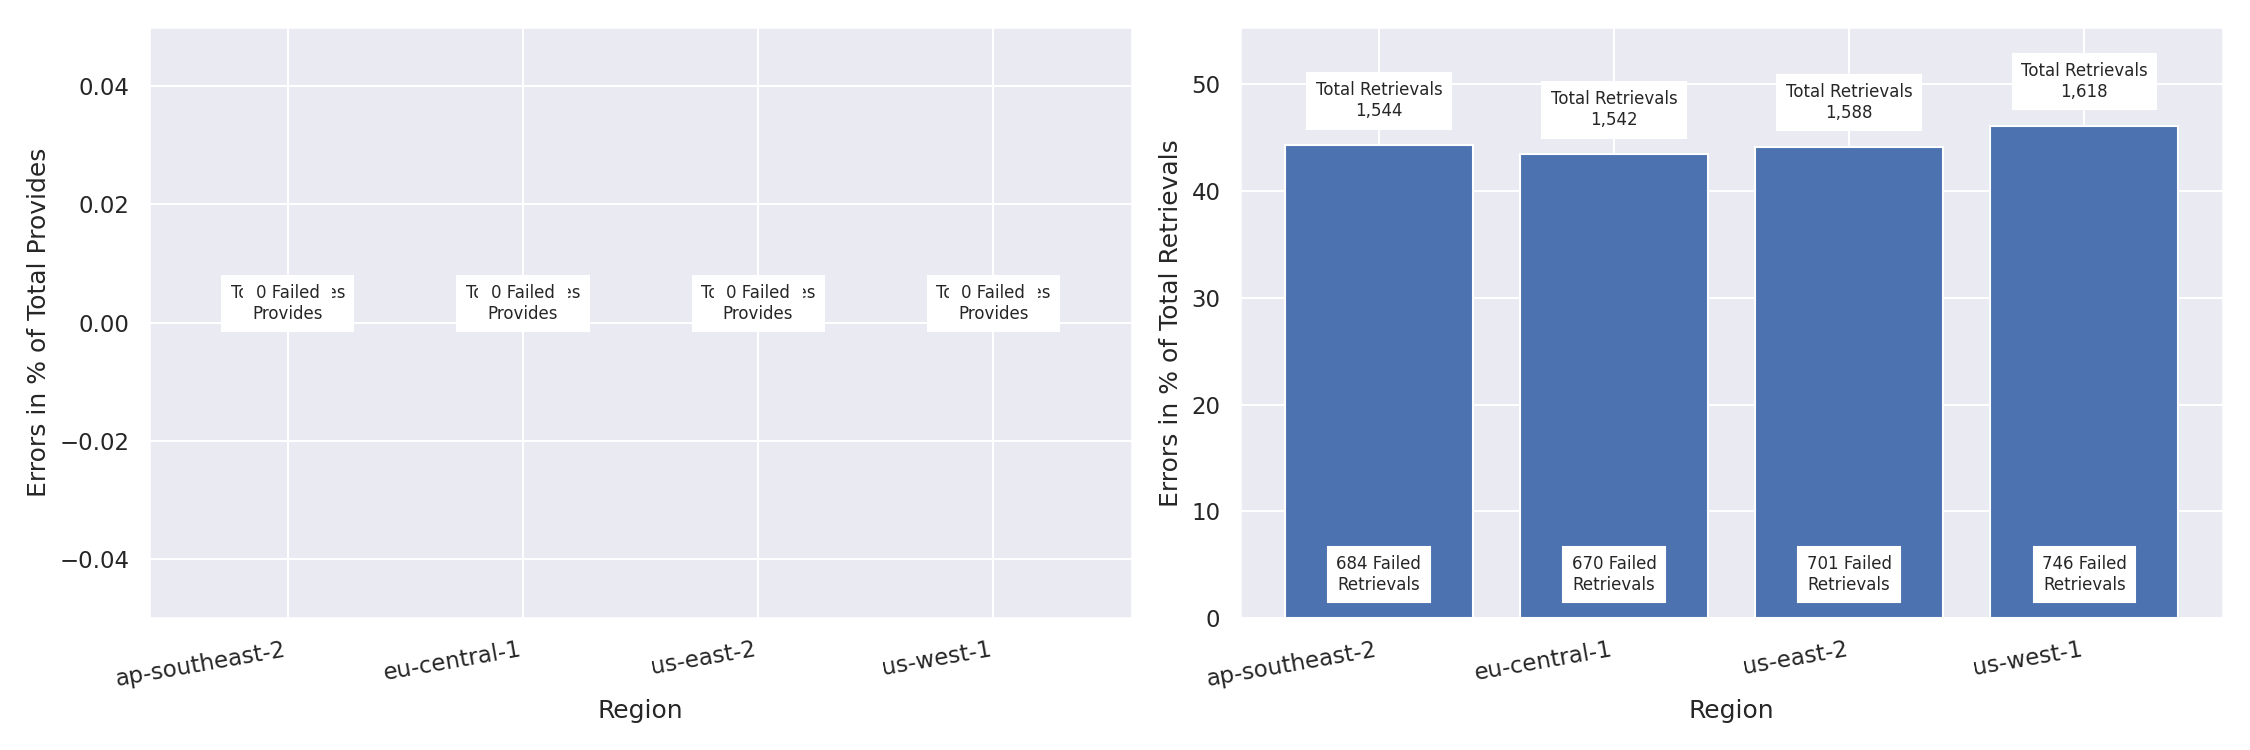 Errors in % of Total Provides
0.04
0.02
0.00
−0.02
−0.04
0 Failed
Provides
0 Failed
Provides
0 Failed
Provides
0 Failed
Provides
ap-southeast-2
eu-central-1
us-east-2
us-west-1
Region
Errors in % of Total Retrievals
50
40
30
20
10
0
Total Retrievals
1,544
Total Retrievals
1,542
Total Retrievals
1,588
Total Retrievals
1,618
684 Failed
Retrievals
670 Failed
Retrievals
701 Failed
Retrievals
746 Failed
Retrievals
ap-southeast-2
eu-central-1
us-east-2
us-west-1
Region